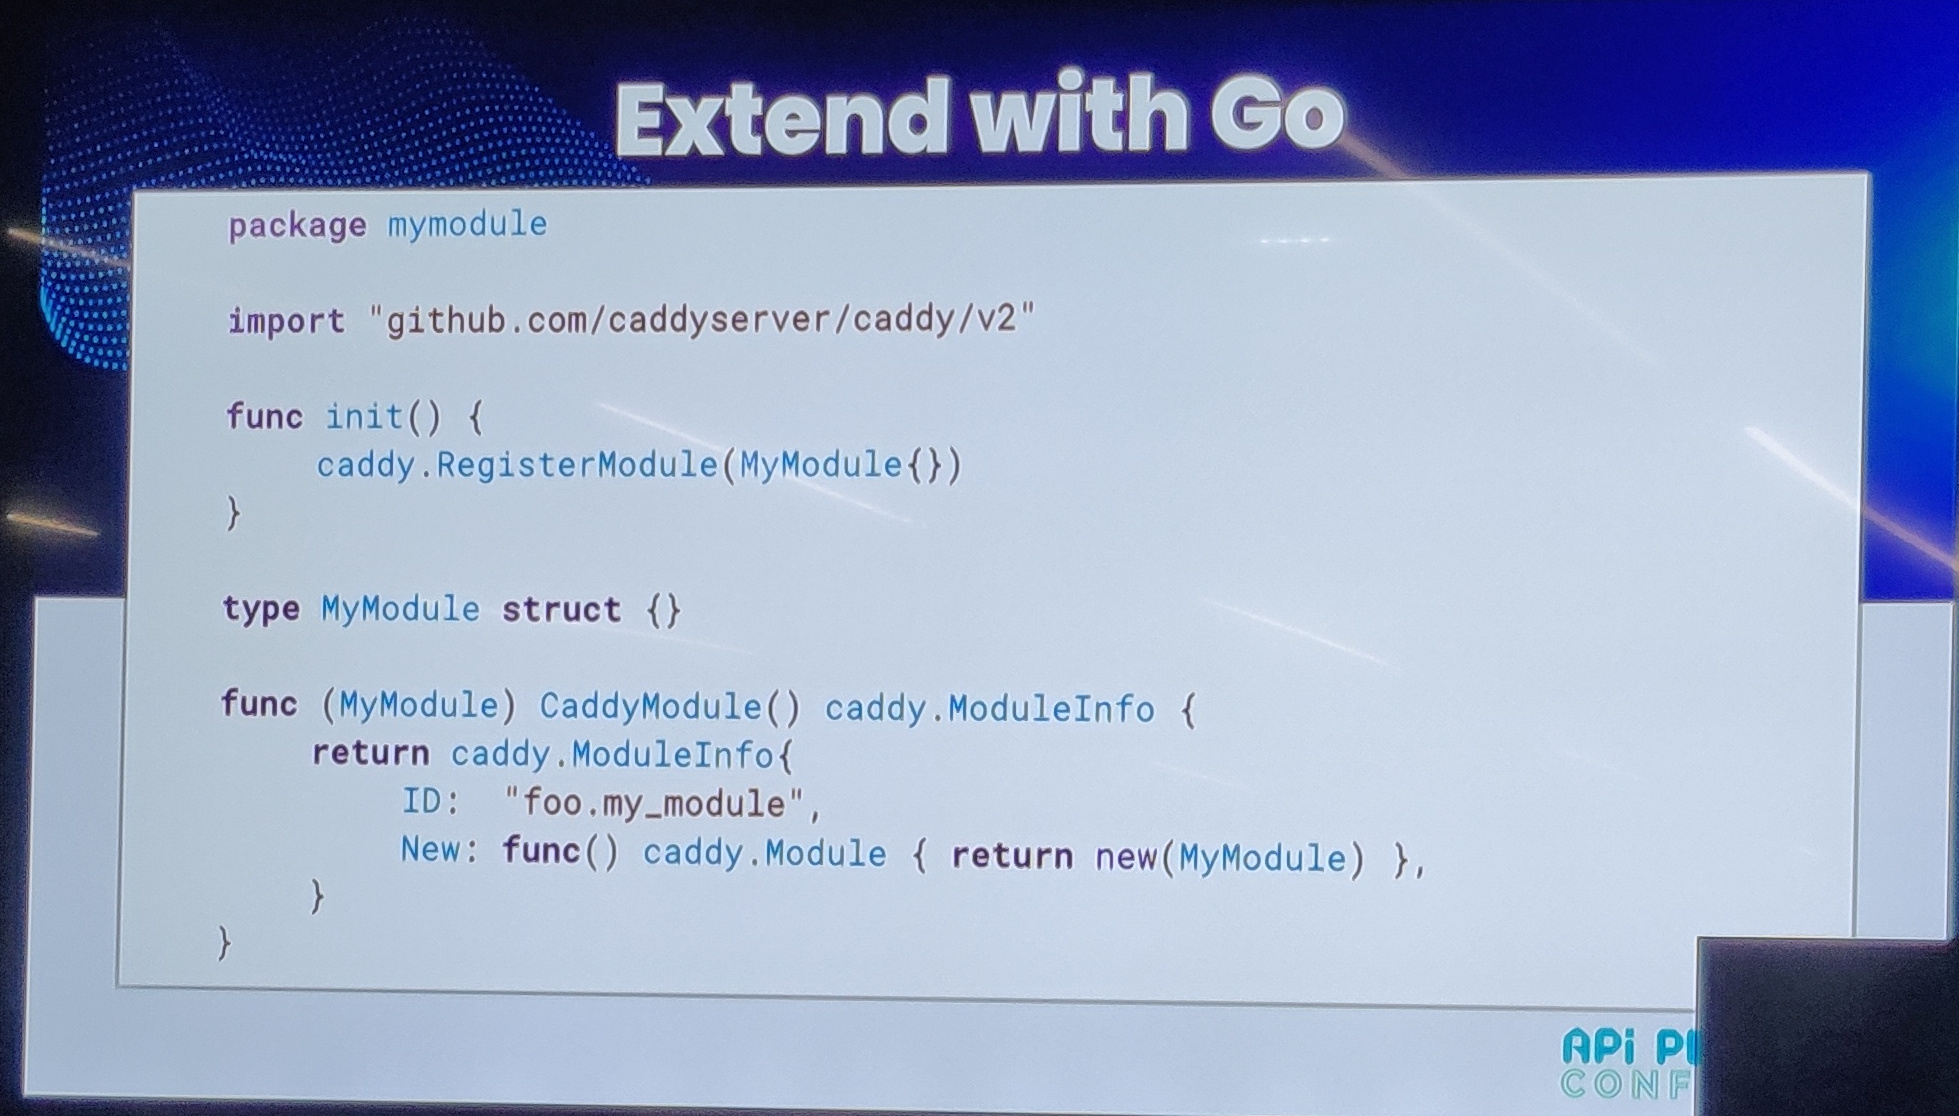 Extend with Go
package mymodule
import "github.com/caddyserver/caddy/v2"
func init() {
caddy.RegisterModule(MyModule{})
}
type MyModule struct {}
func (MyModule) CaddyModule() caddy.ModuleInfo {
return caddy.ModuleInfo{
ID: "foo.my_module",
New: func() caddy.Module { return new(MyModule) },
}
}
APi
CONF